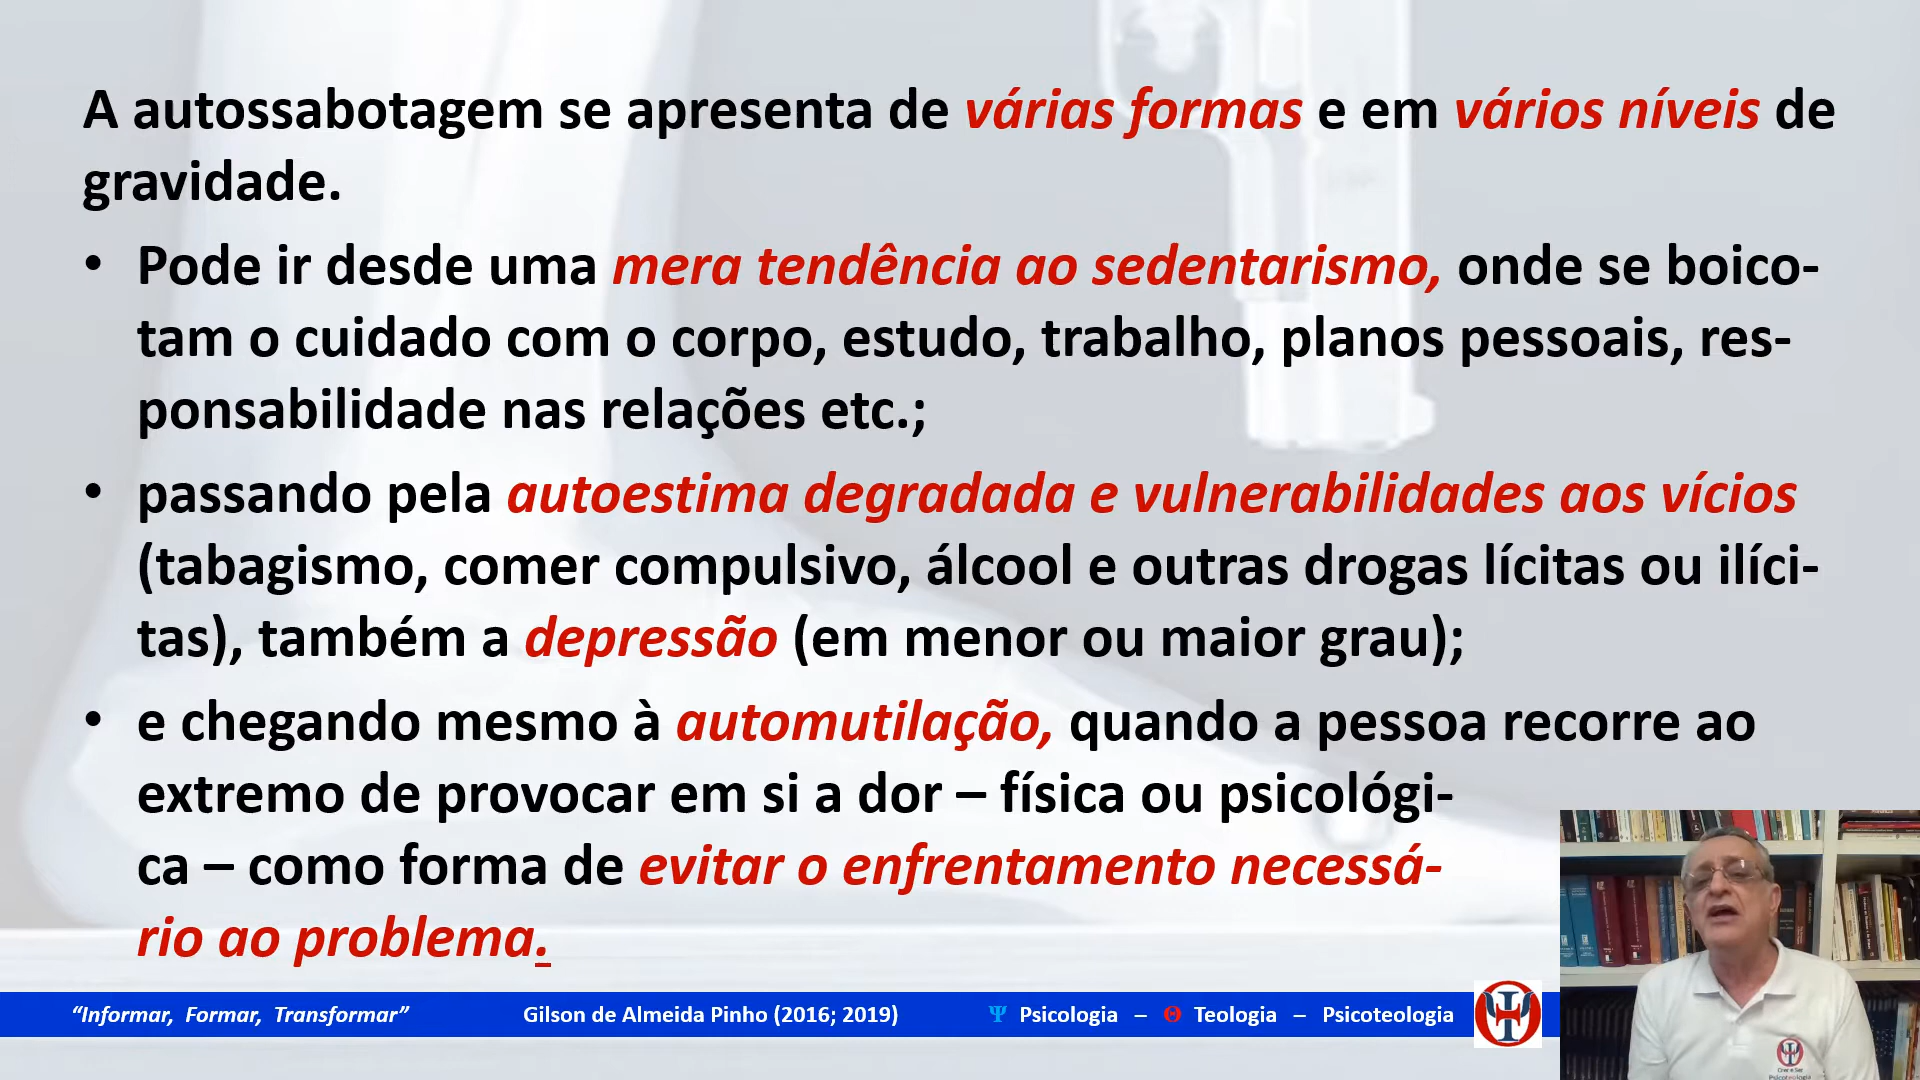 A autossabotagem se apresenta de várias formas e em vários níveis de
gravidade.
• Pode ir desde uma mera tendência ao sedentarismo, onde se boico-
tam o cuidado com o corpo, estudo, trabalho, planos pessoais, res-
ponsabilidade nas relações etc.;
• passando pela autoestima degradada e vulnerabilidades aos vícios
(tabagismo, comer compulsivo, álcool e outras drogas lícitas ou ilíci-
tas), também a depressão (em menor ou maior grau);
• e chegando mesmo à automutilação, quando a pessoa recorre ao
extremo de provocar em si a dor – física ou psicológi-
ca – como forma de evitar o enfrentamento necessá-
rio ao problema.
“Informar, Formar, Transformar” Gilson de Almeida Pinho (2016; 2019) Ψ Psicologia – Θ Teologia – Psicoteologia
Crer e Ser
Psicoteologia